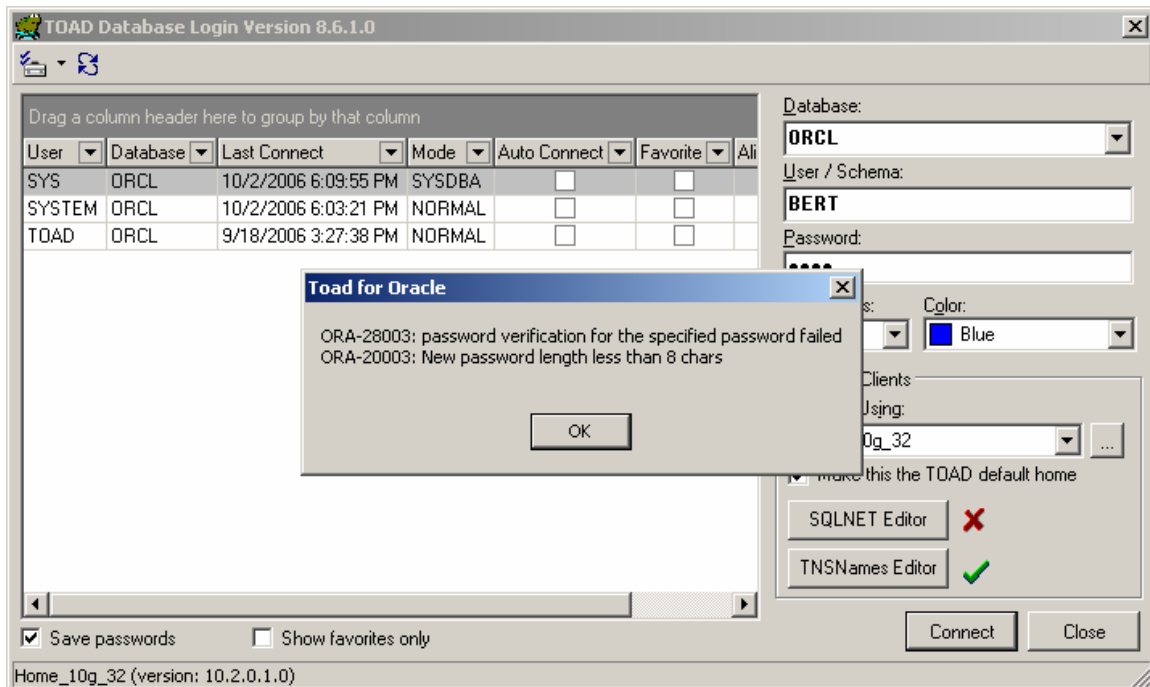 TOAD Database Login Version 8.6.1.0
Drag a column header here to group by that column
User Database Last Connect Mode Auto Connect Favorite Ali
SYS ORCL 10/2/2006 6:09:55 PM SYSDBA
SYSTEM ORCL 10/2/2006 6:03:21 PM NORMAL
TOAD ORCL 9/18/2006 3:27:38 PM NORMAL
Database:
ORCL
User / Schema:
BERT
Password:
Color:
Blue
Clients
Using:
0g_32
...
Make this the TOAD default home
SQLNET Editor
TNSNames Editor
Toad for Oracle
ORA-28003: password verification for the specified password failed
ORA-20003: New password length less than 8 chars
OK
Save passwords
Show favorites only
Connect
Close
Home_10g_32 (version: 10.2.0.1.0)